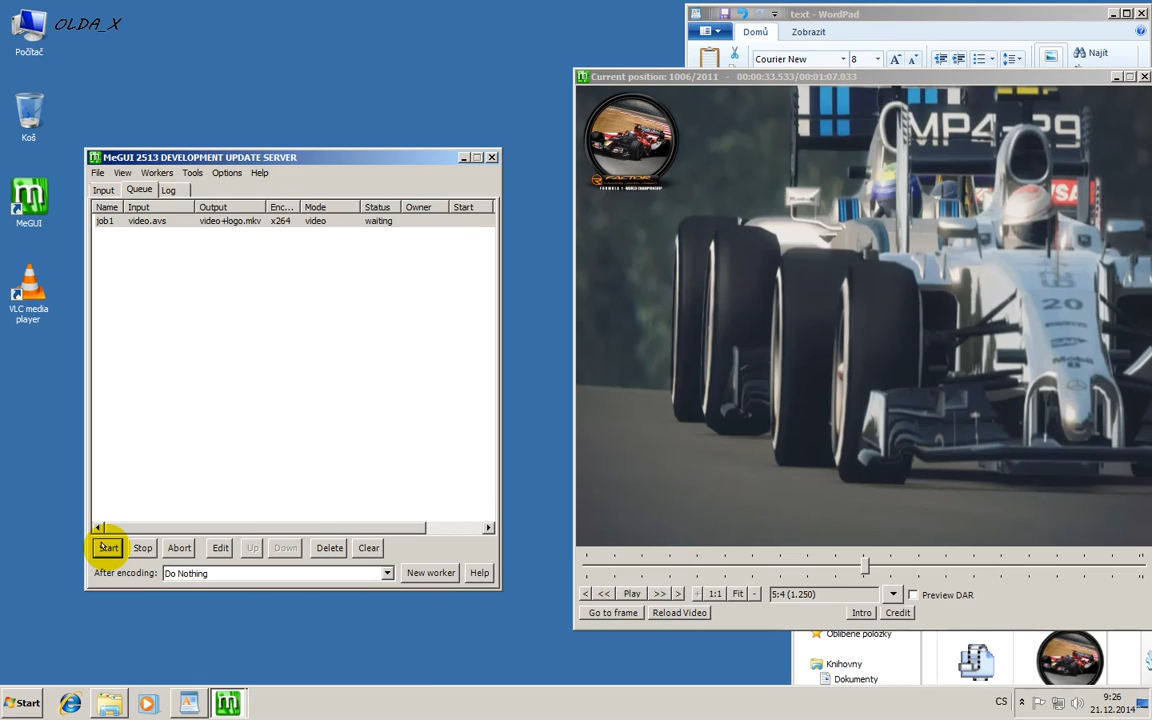 OLDA_X
Počítač
Koš
MeGUI
VLC media
player
text - WordPad
Domů
Zobrazit
Courier New
8
Najít
Current position: 1006/2011 - 00:00:33.533/00:01:07.033
MP4-29
FACTOR
20
Mobil
MeGUI 2513 DEVELOPMENT UPDATE SERVER
File View Workers Tools Options Help
Input Queue Log
Name Input Output Enc... Mode Status Owner Start
job1 video.avs video+logo.mkv x264 video waiting
Start Stop Abort Edit Up Down Delete Clear
After encoding: Do Nothing New worker Help
< << Play >> > + 1:1 Fit - 5:4 (1.250) Preview DAR
Go to frame Reload Video Intro Credit
Oblíbené položky
Knihovny
Dokumenty
Start
CS
9:26
21.12.2014